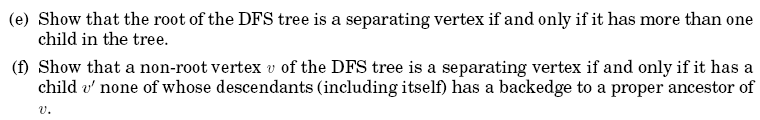 (e) Show that the root of the DFS tree is a separating vertex if and only if it has more than one
child in the tree.
(f) Show that a non-root vertex v of the DFS tree is a separating vertex if and only if it has a
child v′ none of whose descendants (including itself) has a backedge to a proper ancestor of
v.